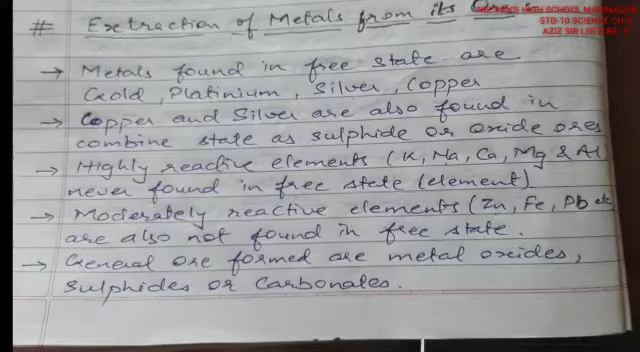 # Extraction of Metals from its
→ Metals found in free state are
Gold, Platinium, Silver, Copper
→ Copper and Silver are also found in
combine state as sulphide or oxide ores
→ Highly reactive elements (K, Na, Ca, Mg & Al
never found in free state (element)
→ Moderately reactive elements (Zn, Fe, Pb etc
are also not found in free state.
→ General ore formed are metal oxides,
sulphides or Carbonates.
HIGH SCHOOL,
STD-10 SCIENCE CH-
AZIZ SIR LECTURE